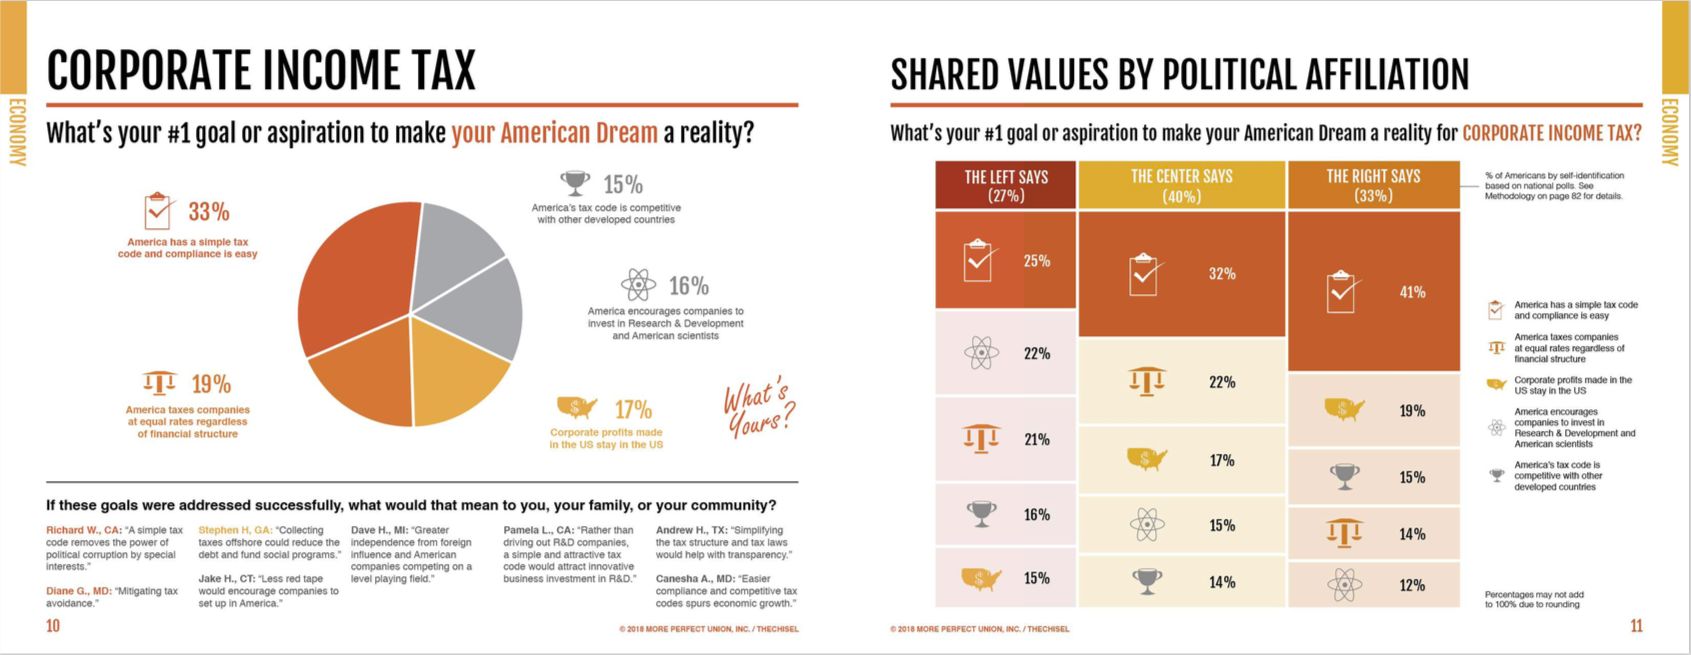 ECONOMY
CORPORATE INCOME TAX
What's your #1 goal or aspiration to make your American Dream a reality?
33%
America has a simple tax
code and compliance is easy
15%
America's tax code is competitive
with other developed countries
16%
America encourages companies to
invest in Research & Development
and American scientists
19%
America taxes companies
at equal rates regardless
of financial structure
17%
Corporate profits made
in the US stay in the US
What's
Yours?
If these goals were addressed successfully, what would that mean to you, your family, or your community?
Richard W., CA: "A simple tax
code removes the power of
political corruption by special
interests."
Diane G., MD: "Mitigating tax
avoidance."
Stephen H, GA: "Collecting
taxes offshore could reduce the
debt and fund social programs."
Jake H., CT: "Less red tape
would encourage companies to
set up in America."
Dave H., MI: "Greater
independence from foreign
influence and American
companies competing on a
level playing field."
Pamela L., CA: "Rather than
driving out R&D companies,
a simple and attractive tax
code would attract innovative
business investment in R&D."
Andrew H., TX: "Simplifying
the tax structure and tax laws
would help with transparency."
Canesha A., MD: "Easier
compliance and competitive tax
codes spurs economic growth."
10
© 2018 MORE PERFECT UNION, INC. / THECHISEL
SHARED VALUES BY POLITICAL AFFILIATION
ECONOMY
What's your #1 goal or aspiration to make your American Dream a reality for CORPORATE INCOME TAX?
THE LEFT SAYS
(27%)
25%
22%
21%
16%
15%
THE CENTER SAYS
(40%)
32%
22%
17%
15%
14%
THE RIGHT SAYS
(33%)
41%
19%
15%
14%
12%
% of Americans by self-identification
based on national polls. See
Methodology on page 82 for details.
America has a simple tax code
and compliance is easy
America taxes companies
at equal rates regardless of
financial structure
Corporate profits made in the
US stay in the US
America encourages
companies to invest in
Research & Development and
American scientists
America's tax code is
competitive with other
developed countries
Percentages may not add
to 100% due to rounding
© 2018 MORE PERFECT UNION, INC. / THECHISEL
11